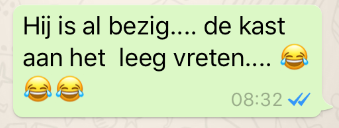 Hij is al bezig.... de kast
aan het  leeg vreten.... 😂
😂😂
08:32